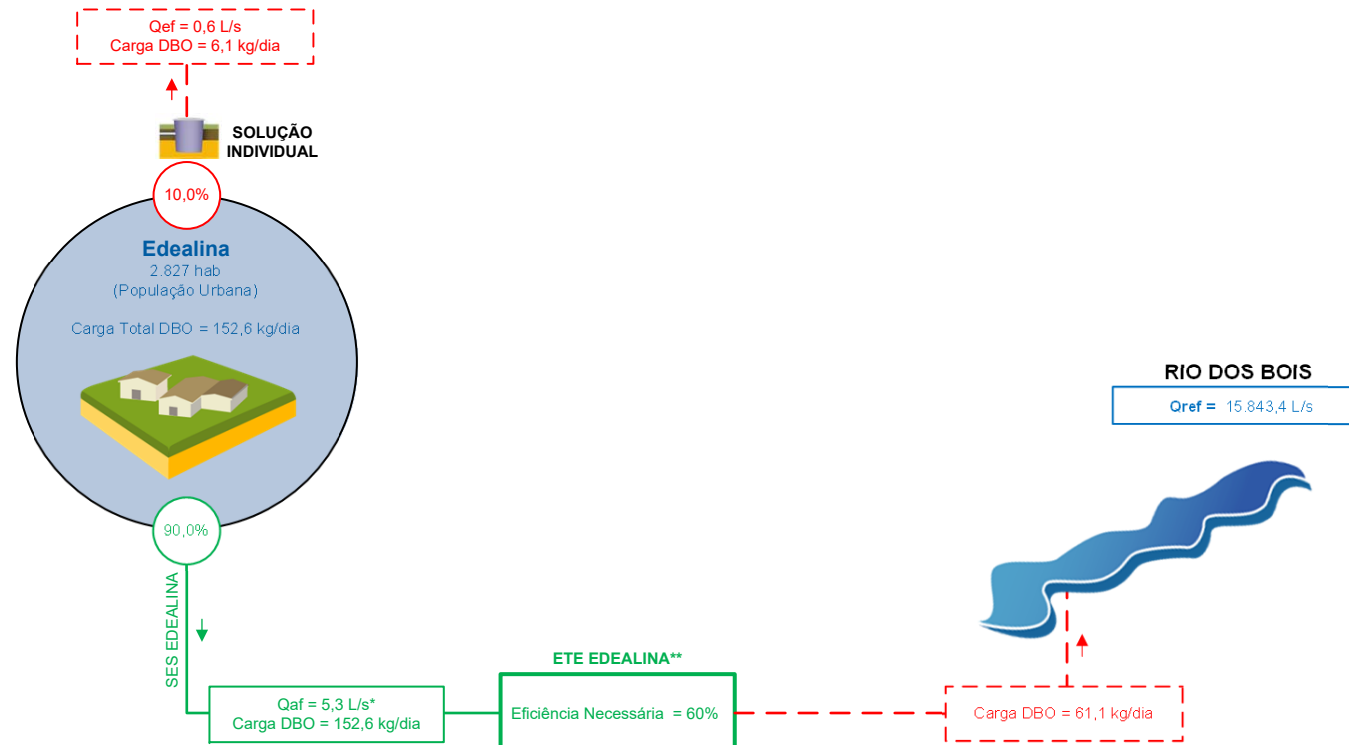 Qef = 0,6 L/s
Carga DBO = 6,1 kg/dia
SOLUÇÃO
INDIVIDUAL
10,0%
Edealina
2.827 hab
(População Urbana)
Carga Total DBO = 152,6 kg/dia
RIO DOS BOIS
Qref = 15.843,4 L/s
90,0%
SES EDEALINA
ETE EDEALINA**
Qaf = 5,3 L/s*
Carga DBO = 152,6 kg/dia
Eficiência Necessária = 60%
Carga DBO = 61,1 kg/dia